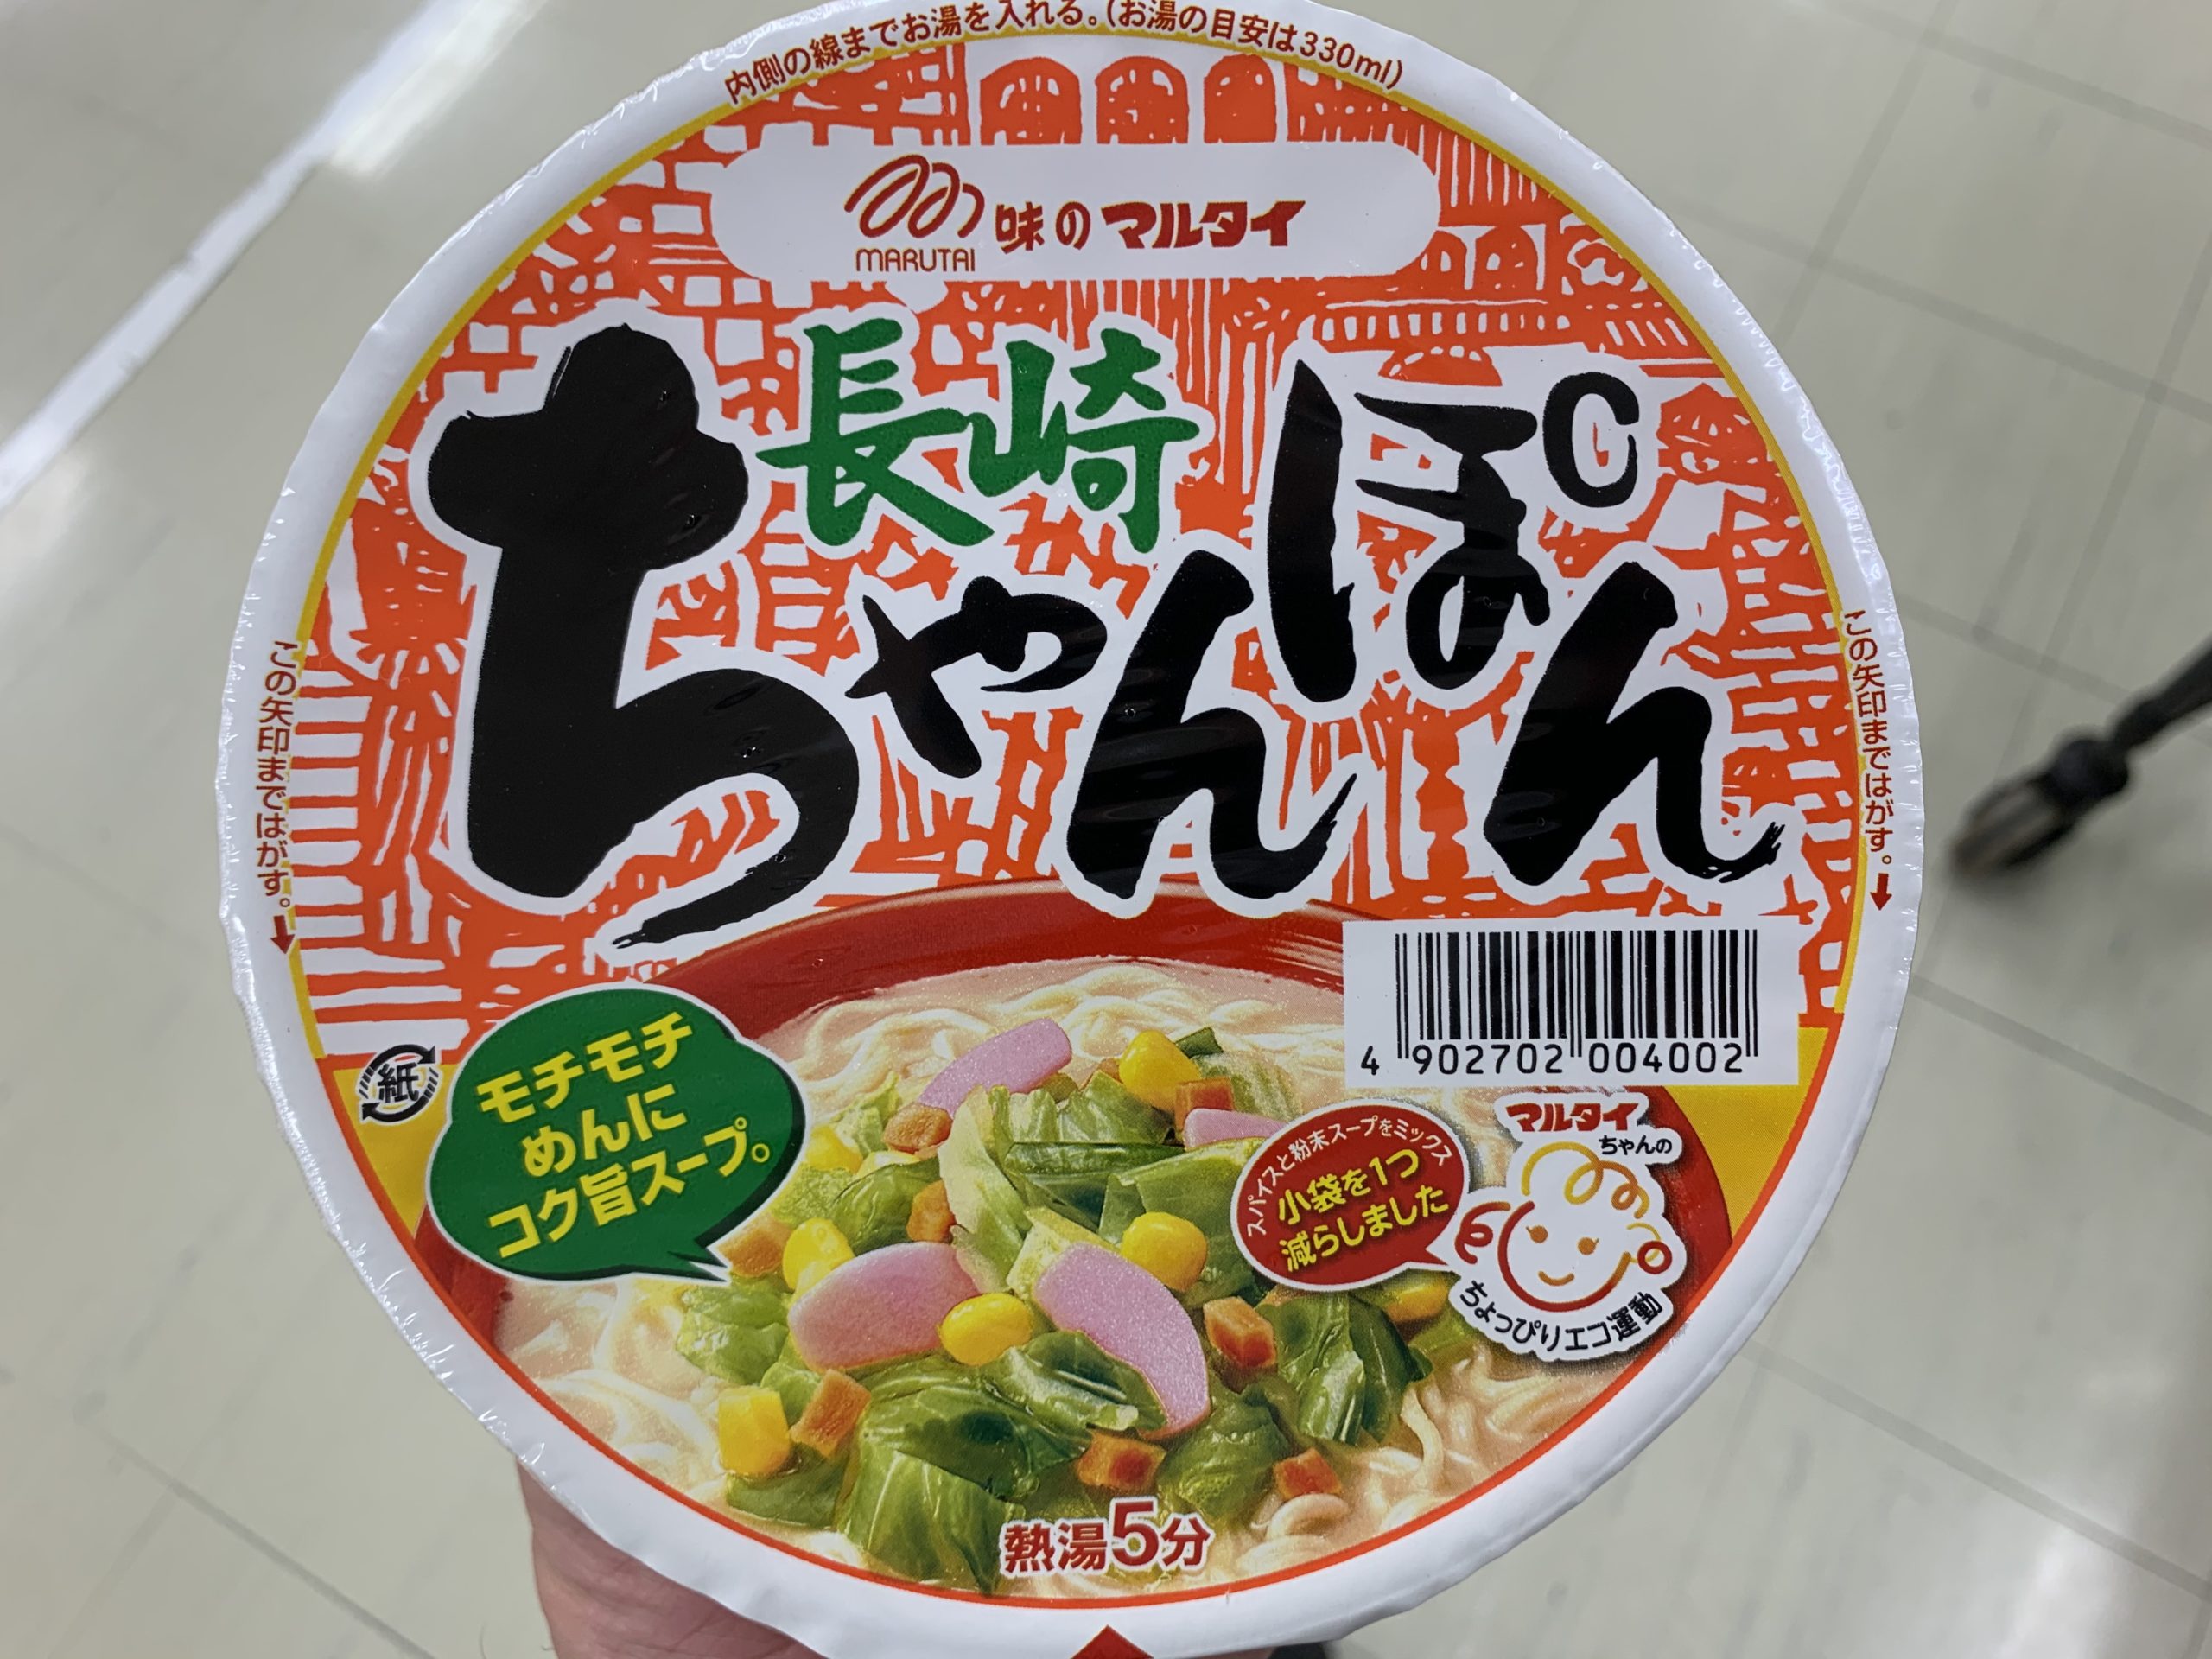 内側の線までお湯を入れる。(お湯の目安は330ml)
MARUTAI
味のマルタイ
長崎
ちゃんぽん
この矢印まではがす。
この矢印まではがす。
4 902702 004002
紙
モチモチ
めんに
コク旨スープ。
スパイスと粉末スープをミックス
小袋を1つ
減らしました
マルタイ
ちゃんの
ちょっぴりエコ運動
熱湯5分